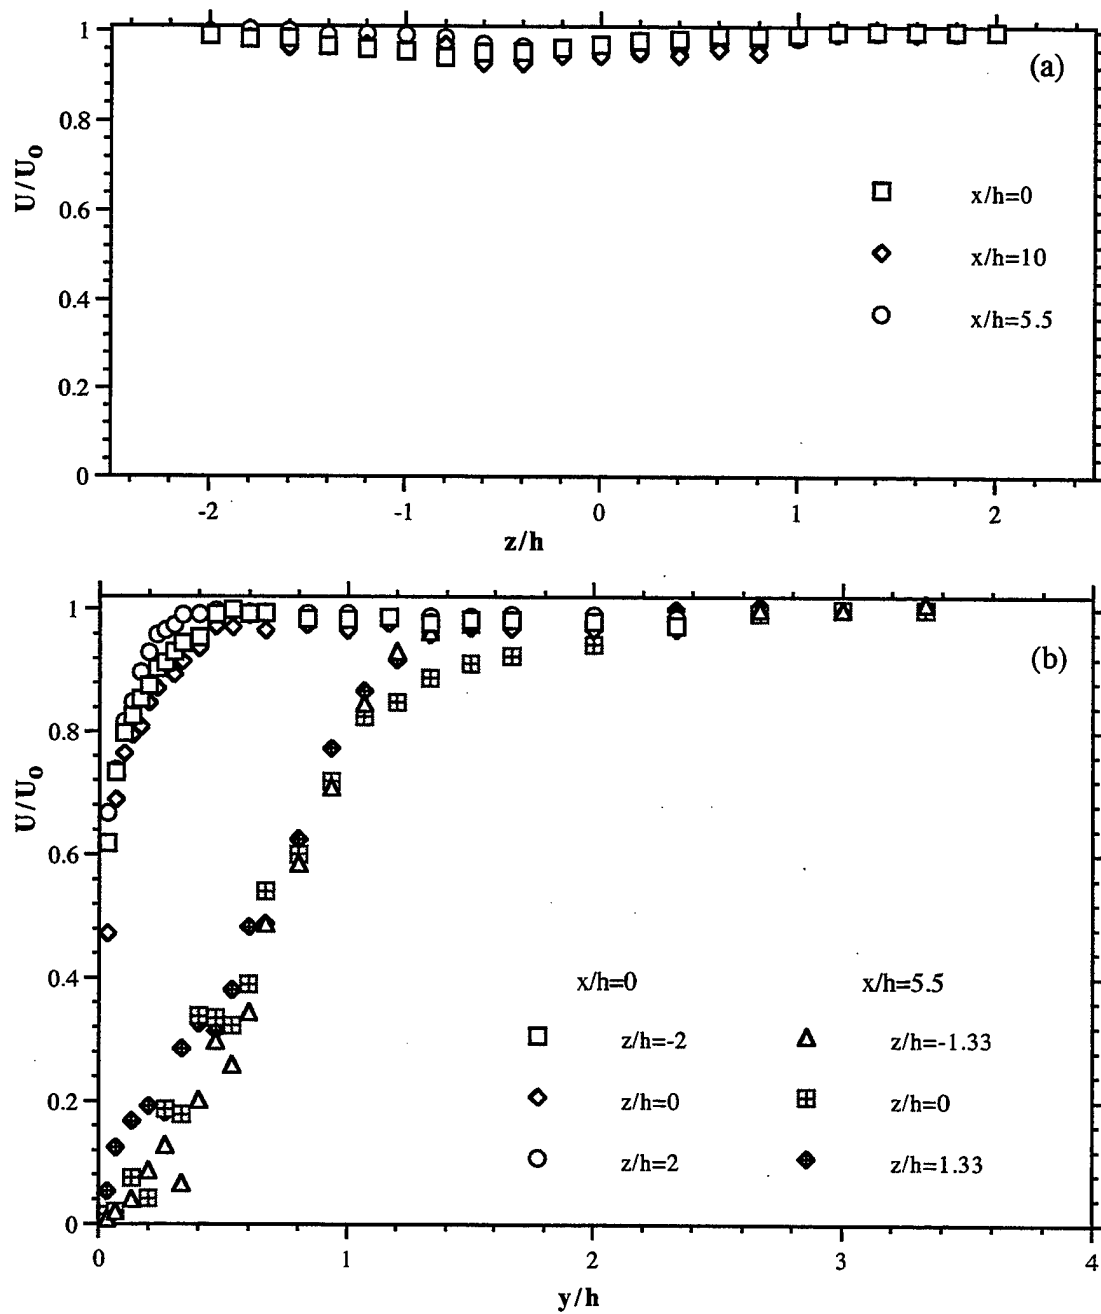 1
(a)
0.8
U/U₀
0.6
x/h=0
x/h=10
0.4
x/h=5.5
0.2
0
-2 -1 0 1 2
z/h
1
(b)
0.8
U/U₀
0.6
0.4
x/h=0 x/h=5.5
z/h=-2 z/h=-1.33
0.2
z/h=0 z/h=0
z/h=2 z/h=1.33
0
0 1 2 3 4
y/h